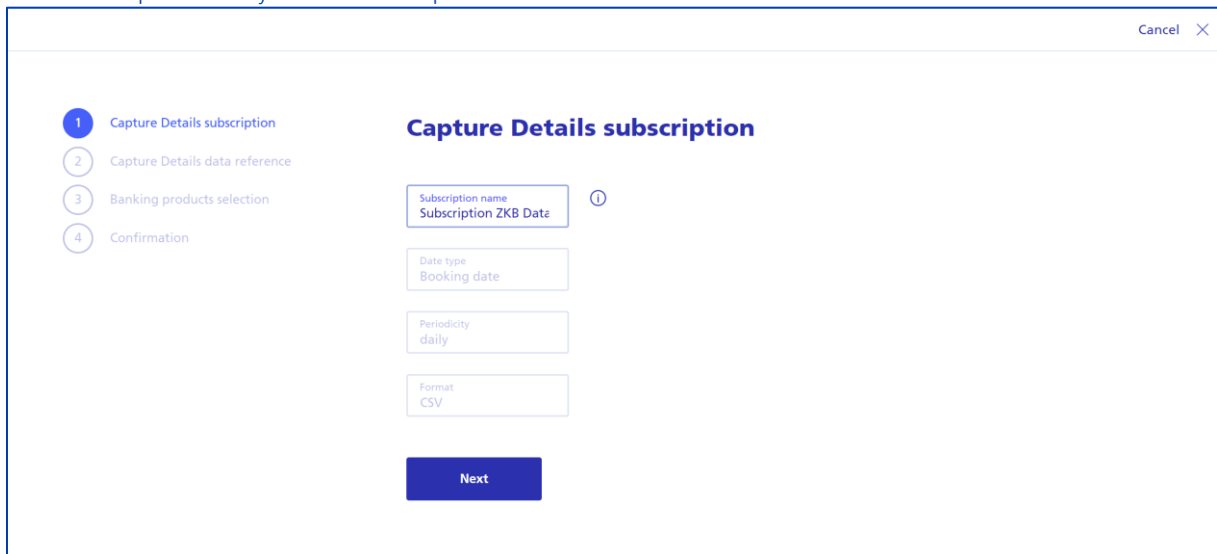 Cancel
1 Capture Details subscription
2 Capture Details data reference
3 Banking products selection
4 Confirmation
Capture Details subscription
Subscription name
Subscription ZKB Data
Date type
Booking date
Periodicity
daily
Format
CSV
Next